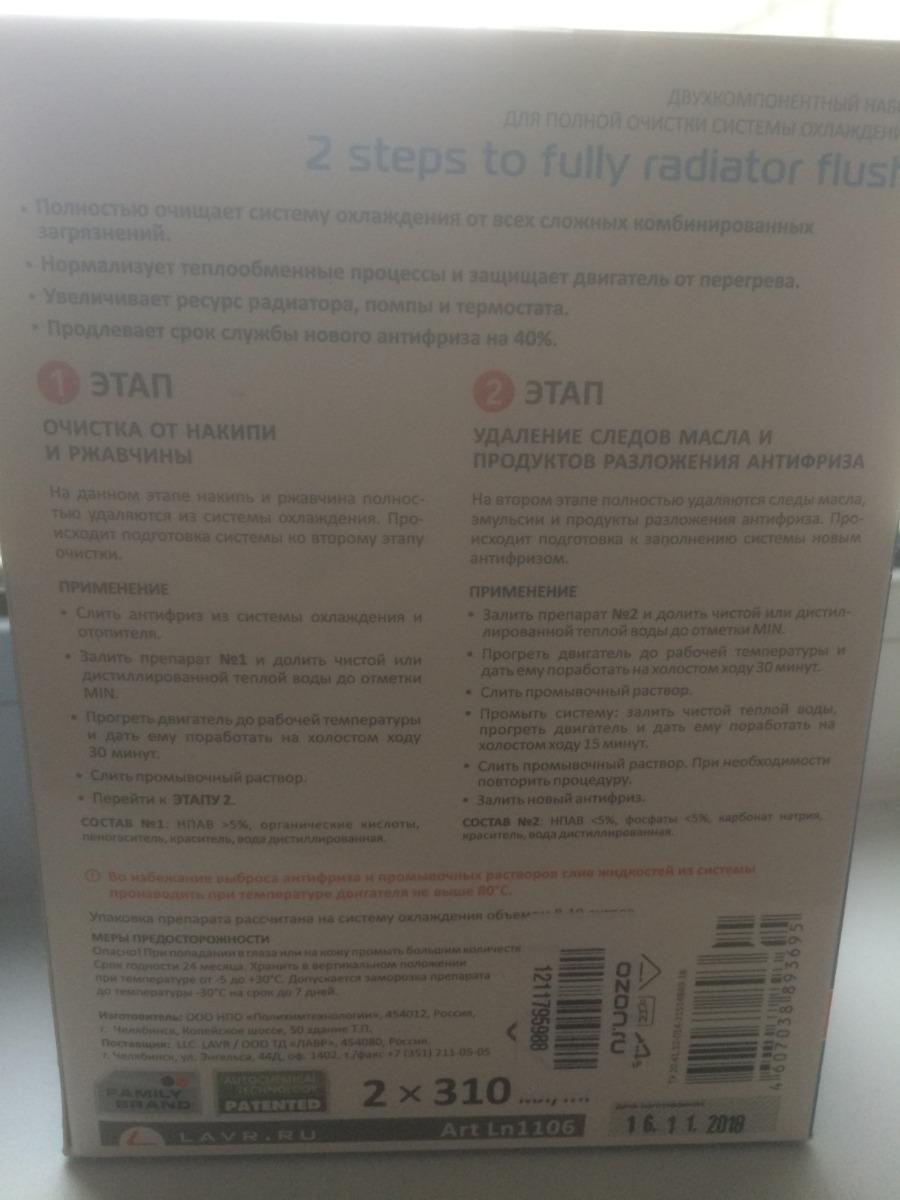 ДВУХКОМПОНЕНТНЫЙ
ДЛЯ ПОЛНОЙ ОЧИСТКИ СИСТЕМЫ ОХЛАЖДЕНИ
2 steps to fully radiator flush
• Полностью очищает систему охлаждения от всех сложных комбинированных
загрязнений.
• Нормализует теплообменные процессы и защищает двигатель от перегрева.
• Увеличивает ресурс радиатора, помпы и термостата.
• Продлевает срок службы нового антифриза на 40%.
1 ЭТАП
ОЧИСТКА ОТ НАКИПИ
И РЖАВЧИНЫ
На данном этапе накипь и ржавчина полнос-
тью удаляются из системы охлаждения. Про-
исходит подготовка системы ко второму этапу
очистки.
ПРИМЕНЕНИЕ
• Слить антифриз из системы охлаждения и
отопителя.
• Залить препарат №1 и долить чистой или
дистиллированной теплой воды до отметки
MIN.
• Прогреть двигатель до рабочей температуры
и дать ему поработать на холостом ходу
30 минут.
• Слить промывочный раствор.
• Перейти к ЭТАПУ 2.
СОСТАВ №1: НПАВ >5%, органические кислоты,
пеногаситель, краситель, вода дистиллированная.
2 ЭТАП
УДАЛЕНИЕ СЛЕДОВ МАСЛА И
ПРОДУКТОВ РАЗЛОЖЕНИЯ АНТИФРИЗА
На втором этапе полностью удаляются следы масла,
эмульсии и продукты разложения антифриза. Про-
исходит подготовка к заполнению системы новым
антифризом.
ПРИМЕНЕНИЕ
• Залить препарат №2 и долить чистой или дистил-
лированной теплой воды до отметки MIN.
• Прогреть двигатель до рабочей температуры и
дать ему поработать на холостом ходу 30 минут.
• Слить промывочный раствор.
• Промыть систему: залить чистой теплой воды,
прогреть двигатель и дать ему поработать на
холостом ходу 15 минут.
• Слить промывочный раствор. При необходимости
повторить процедуру.
• Залить новый антифриз.
СОСТАВ №2: НПАВ <5%, фосфаты <5%, карбонат натрия,
краситель, вода дистиллированная.
Во избежание выброса антифриза и промывочных растворов слив жидкостей из системы
производить при температуре двигателя не выше 80°С.
Упаковка препарата рассчитана на систему охлаждения
МЕРЫ ПРЕДОСТОРОЖНОСТИ
Опасно! При попадании в глаза или на кожу промыть большим количеств
Срок годности 24 месяца. Хранить в вертикальном положении
при температуре от -5 до +30°С. Допускается заморозка препарата
до температуры -30°С на срок до 7 дней.
Изготовитель: ООО НПО «Полихимтехнологии», 454012, Россия,
г. Челябинск, Копейское шоссе, 50 здание Т.П.
Поставщик: LLC LAVR / ООО ТД «ЛАВР», 454080, Россия,
г. Челябинск, ул. Энгельса, 44Д, оф. 1402, т./факс +7 (351) 211-05-05
1211795988
OZON.ru
4607038893695
FAMILY
BRAND
AUTOCHEMICAL
TECHNOLOGY
PATENTED
2 × 310
16.11.2018
LAVR.RU
Art Ln1106